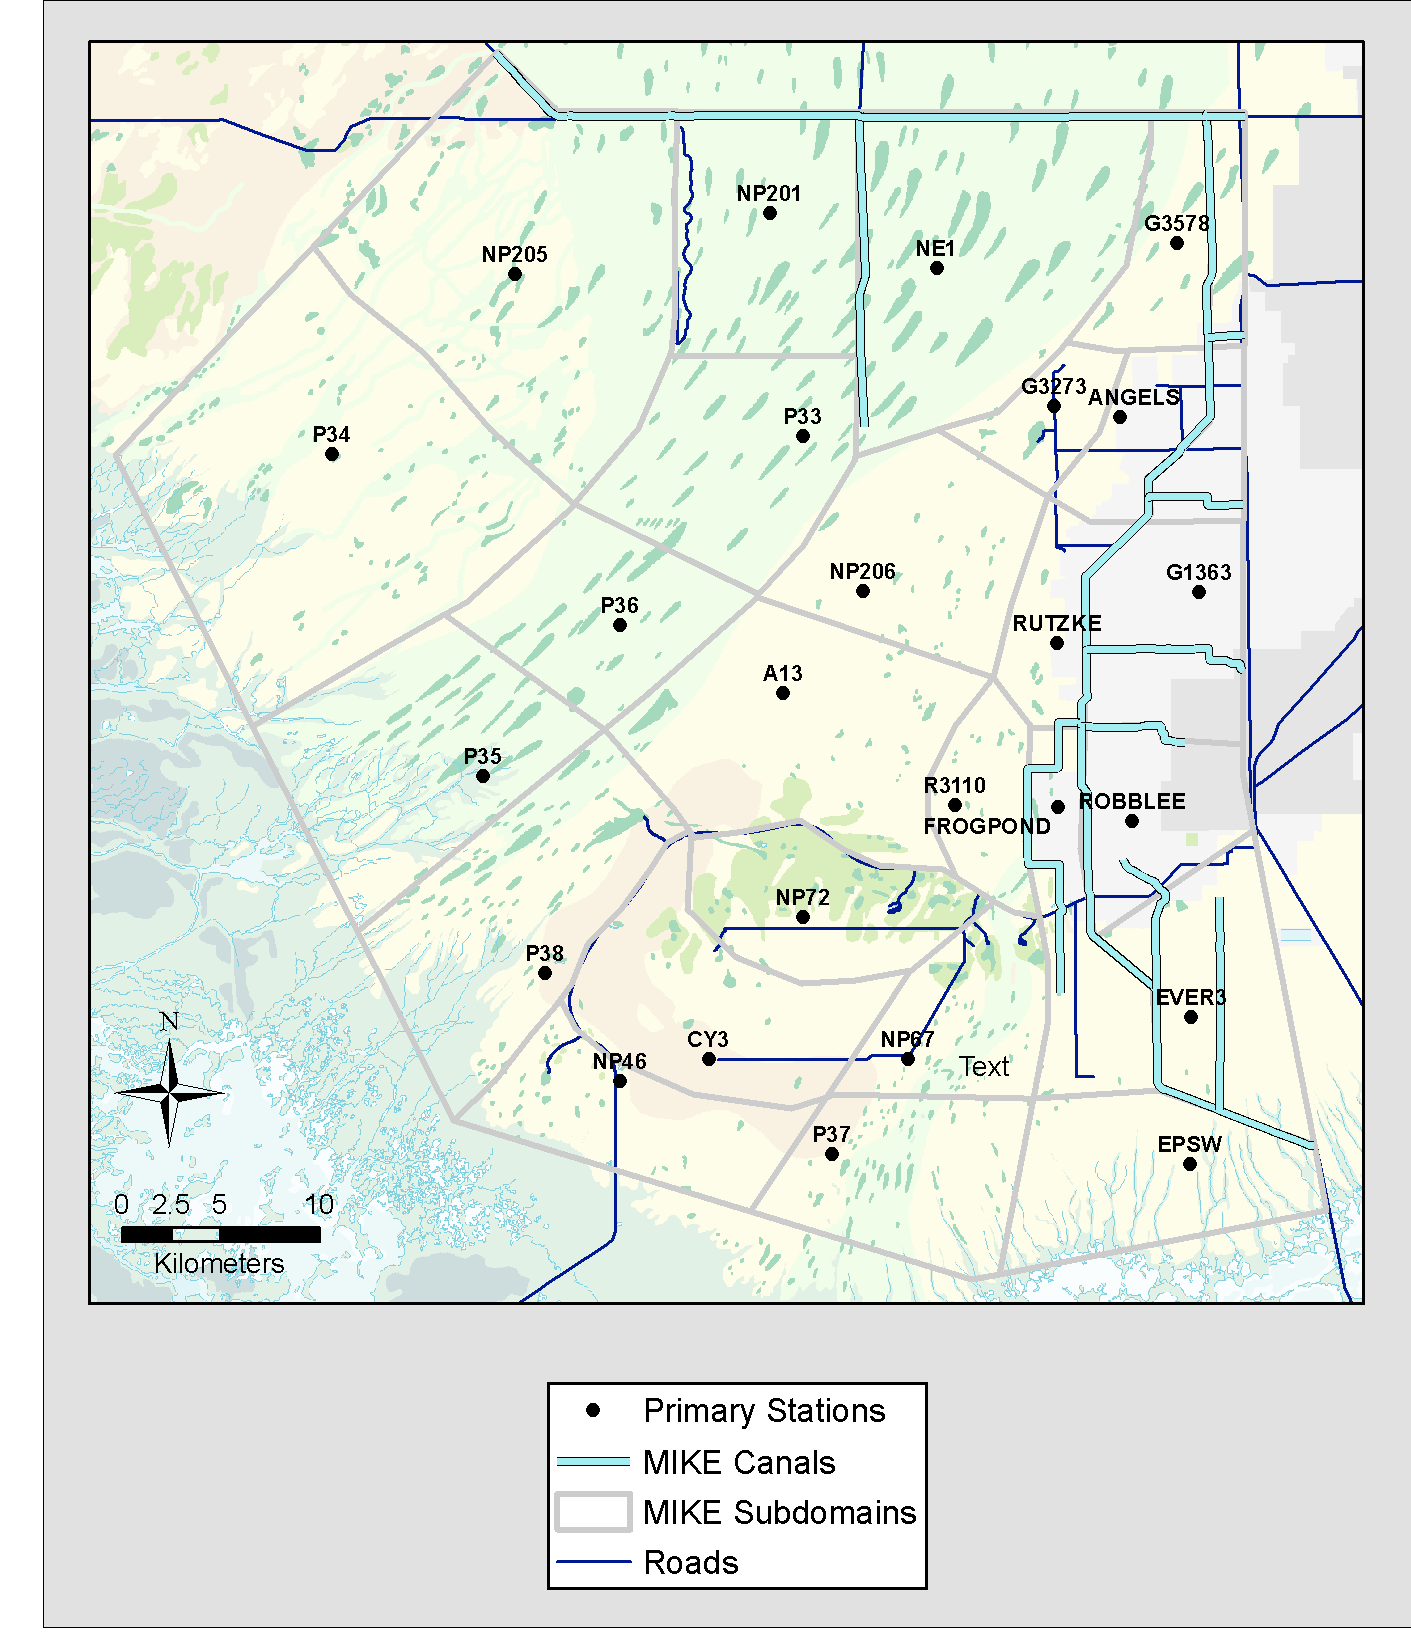 NP201
G3578
NP205
NE1
G3273
ANGELS
P33
P34
NP206
G1363
P36
RUTZKE
A13
P35
R3110
ROBBLEE
FROGPOND
NP72
P38
EVER3
N
CY3
NP67
NP46
Text
P37
EPSW
0 2.5 5 10
Kilometers
Primary Stations
MIKE Canals
MIKE Subdomains
Roads